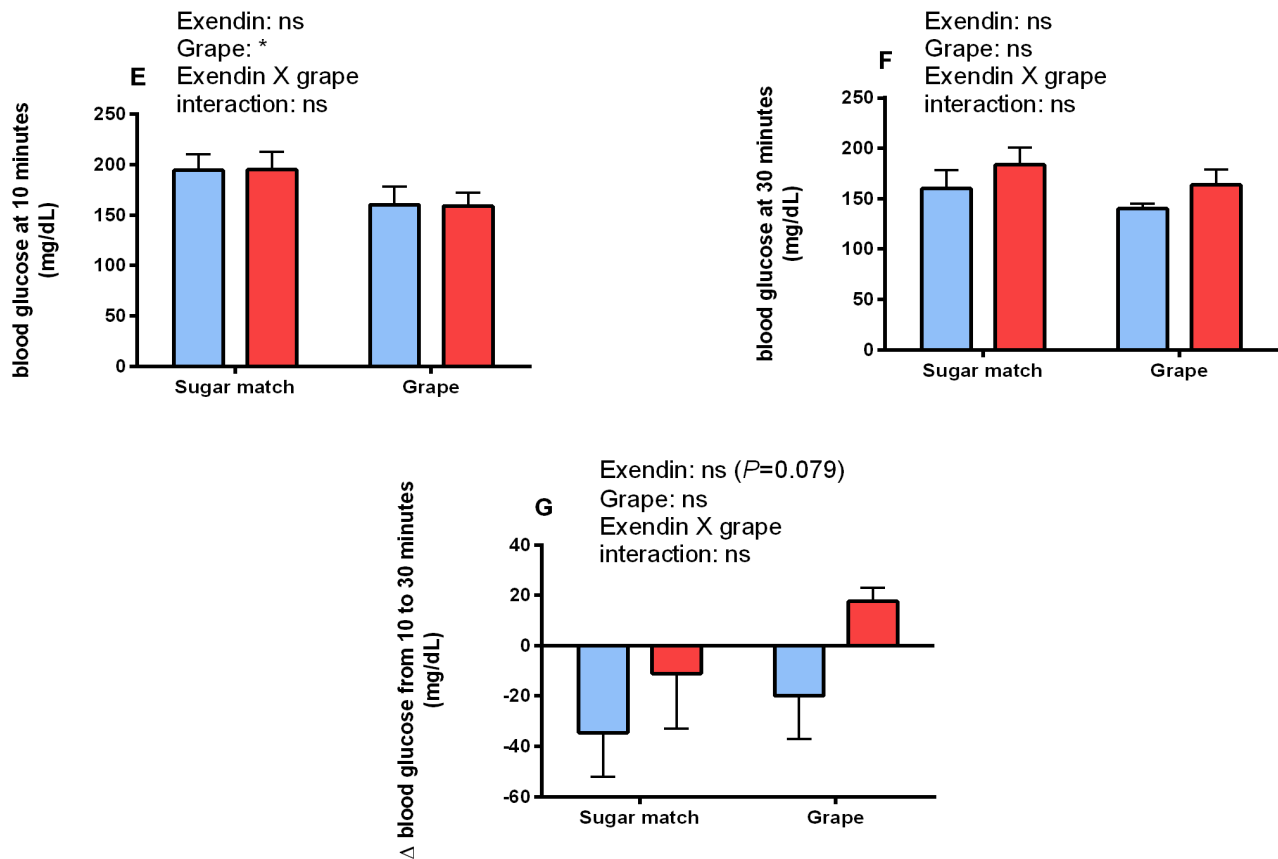 Exendin: ns
Grape: *
Exendin X grape
interaction: ns
E
blood glucose at 10 minutes
(mg/dL)
250
200
150
100
50
0
Sugar match
Grape
Exendin: ns
Grape: ns
Exendin X grape
interaction: ns
F
blood glucose at 30 minutes
(mg/dL)
250
200
150
100
50
0
Sugar match
Grape
Exendin: ns (P=0.079)
Grape: ns
Exendin X grape
interaction: ns
G
Δ blood glucose from 10 to 30 minutes
(mg/dL)
40
20
0
-20
-40
-60
Sugar match
Grape